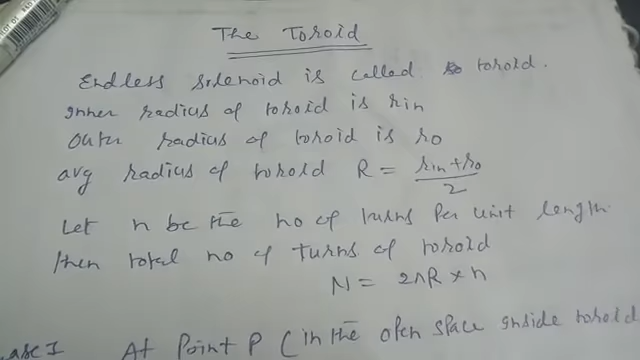 The Toroid
Endless solenoid is called toroid.
inner radius of toroid is rin
outer radius of toroid is ro
avg radius of toroid R = rin+ro/2
Let n be the no of turns per unit length.
then total no of turns of toroid
N = 2πR × n
case I At Point P (in the open space inside toroid